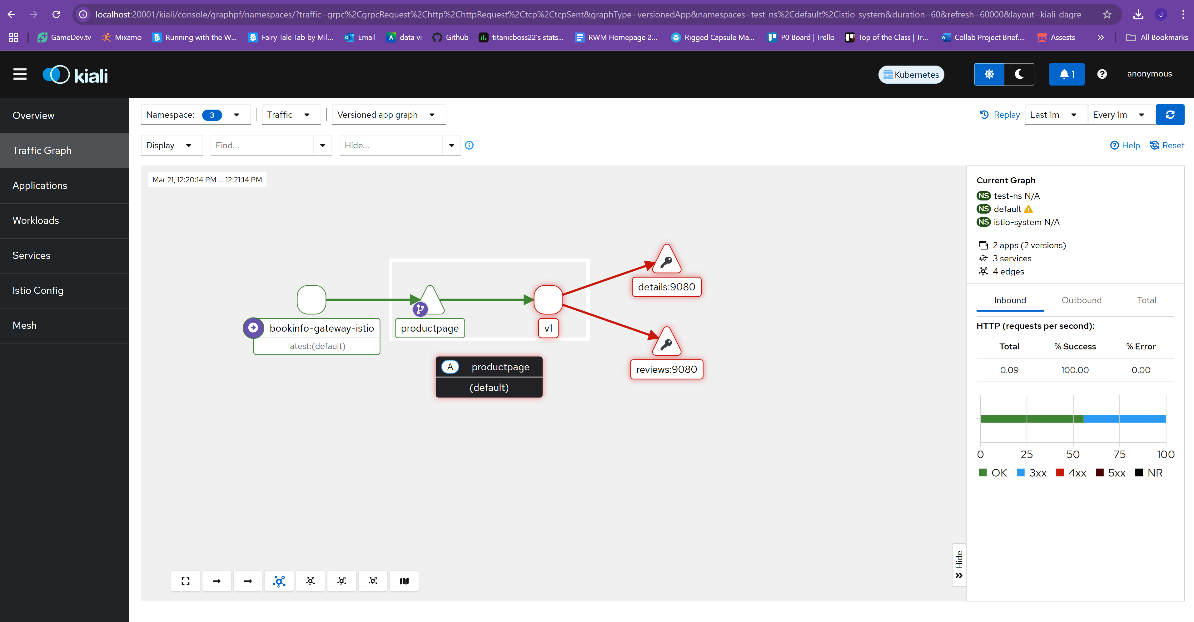 localhost:20001/kiali/console/graphpf/namespaces/?traffic=grpc%2CgrpcRequest%2Chttp%2ChttpRequest%2Ctcp%2CtcpSent&graphType=versionedApp&namespaces=test-ns%2Cdefault%2Cistio-system&duration=60&refresh=60000&layout=kiali-dagre
GameDev.tv
Mixamo
Running with the W...
Fairy Tale Tab by Mil...
Email
data vi
Github
titanicboss22's stats...
RWM Homepage 2...
Rigged Capsule Ma...
P0 Board | Trello
Top of the Class | Tr...
Collab Project Brief...
Assests
»
All Bookmarks
kiali
Kubernetes
1
anonymous
Overview
Traffic Graph
Applications
Workloads
Services
Istio Config
Mesh
Namespace: 3
Traffic
Versioned app graph
Replay
Last 1m
Every 1m
Display
Find...
Hide...
Help
Reset
Mar 21, 12:20:14 PM ... 12:21:14 PM
bookinfo-gateway-istio
atest:(default)
productpage
v1
A productpage
(default)
details:9080
reviews:9080
Hide
Current Graph
NS test-ns N/A
NS default
NS istio-system N/A
2 apps (2 versions)
3 services
4 edges
Inbound
Outbound
Total
HTTP (requests per second):
Total % Success % Error
0.09 100.00 0.00
0 25 50 75 100
OK 3xx 4xx 5xx NR